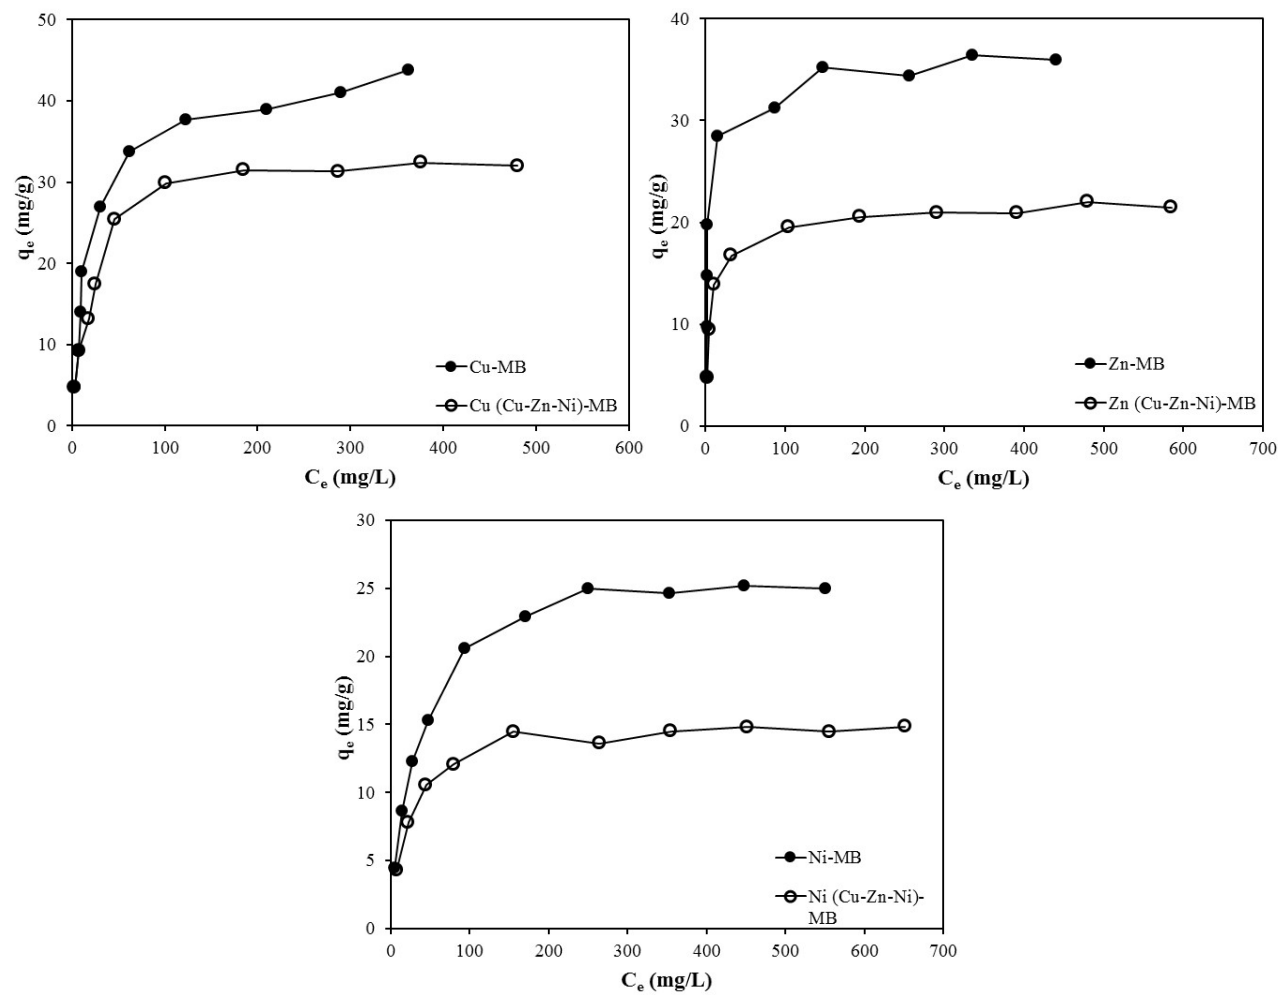 50
40
30
20
10
0
qe (mg/g)
Cu-MB
Cu (Cu-Zn-Ni)-MB
0 100 200 300 400 500 600
Ce (mg/L)
40
30
20
10
0
qe (mg/g)
Zn-MB
Zn (Cu-Zn-Ni)-MB
0 100 200 300 400 500 600 700
Ce (mg/L)
30
25
20
15
10
5
0
qe (mg/g)
Ni-MB
Ni (Cu-Zn-Ni)-
MB
0 100 200 300 400 500 600 700
Ce (mg/L)